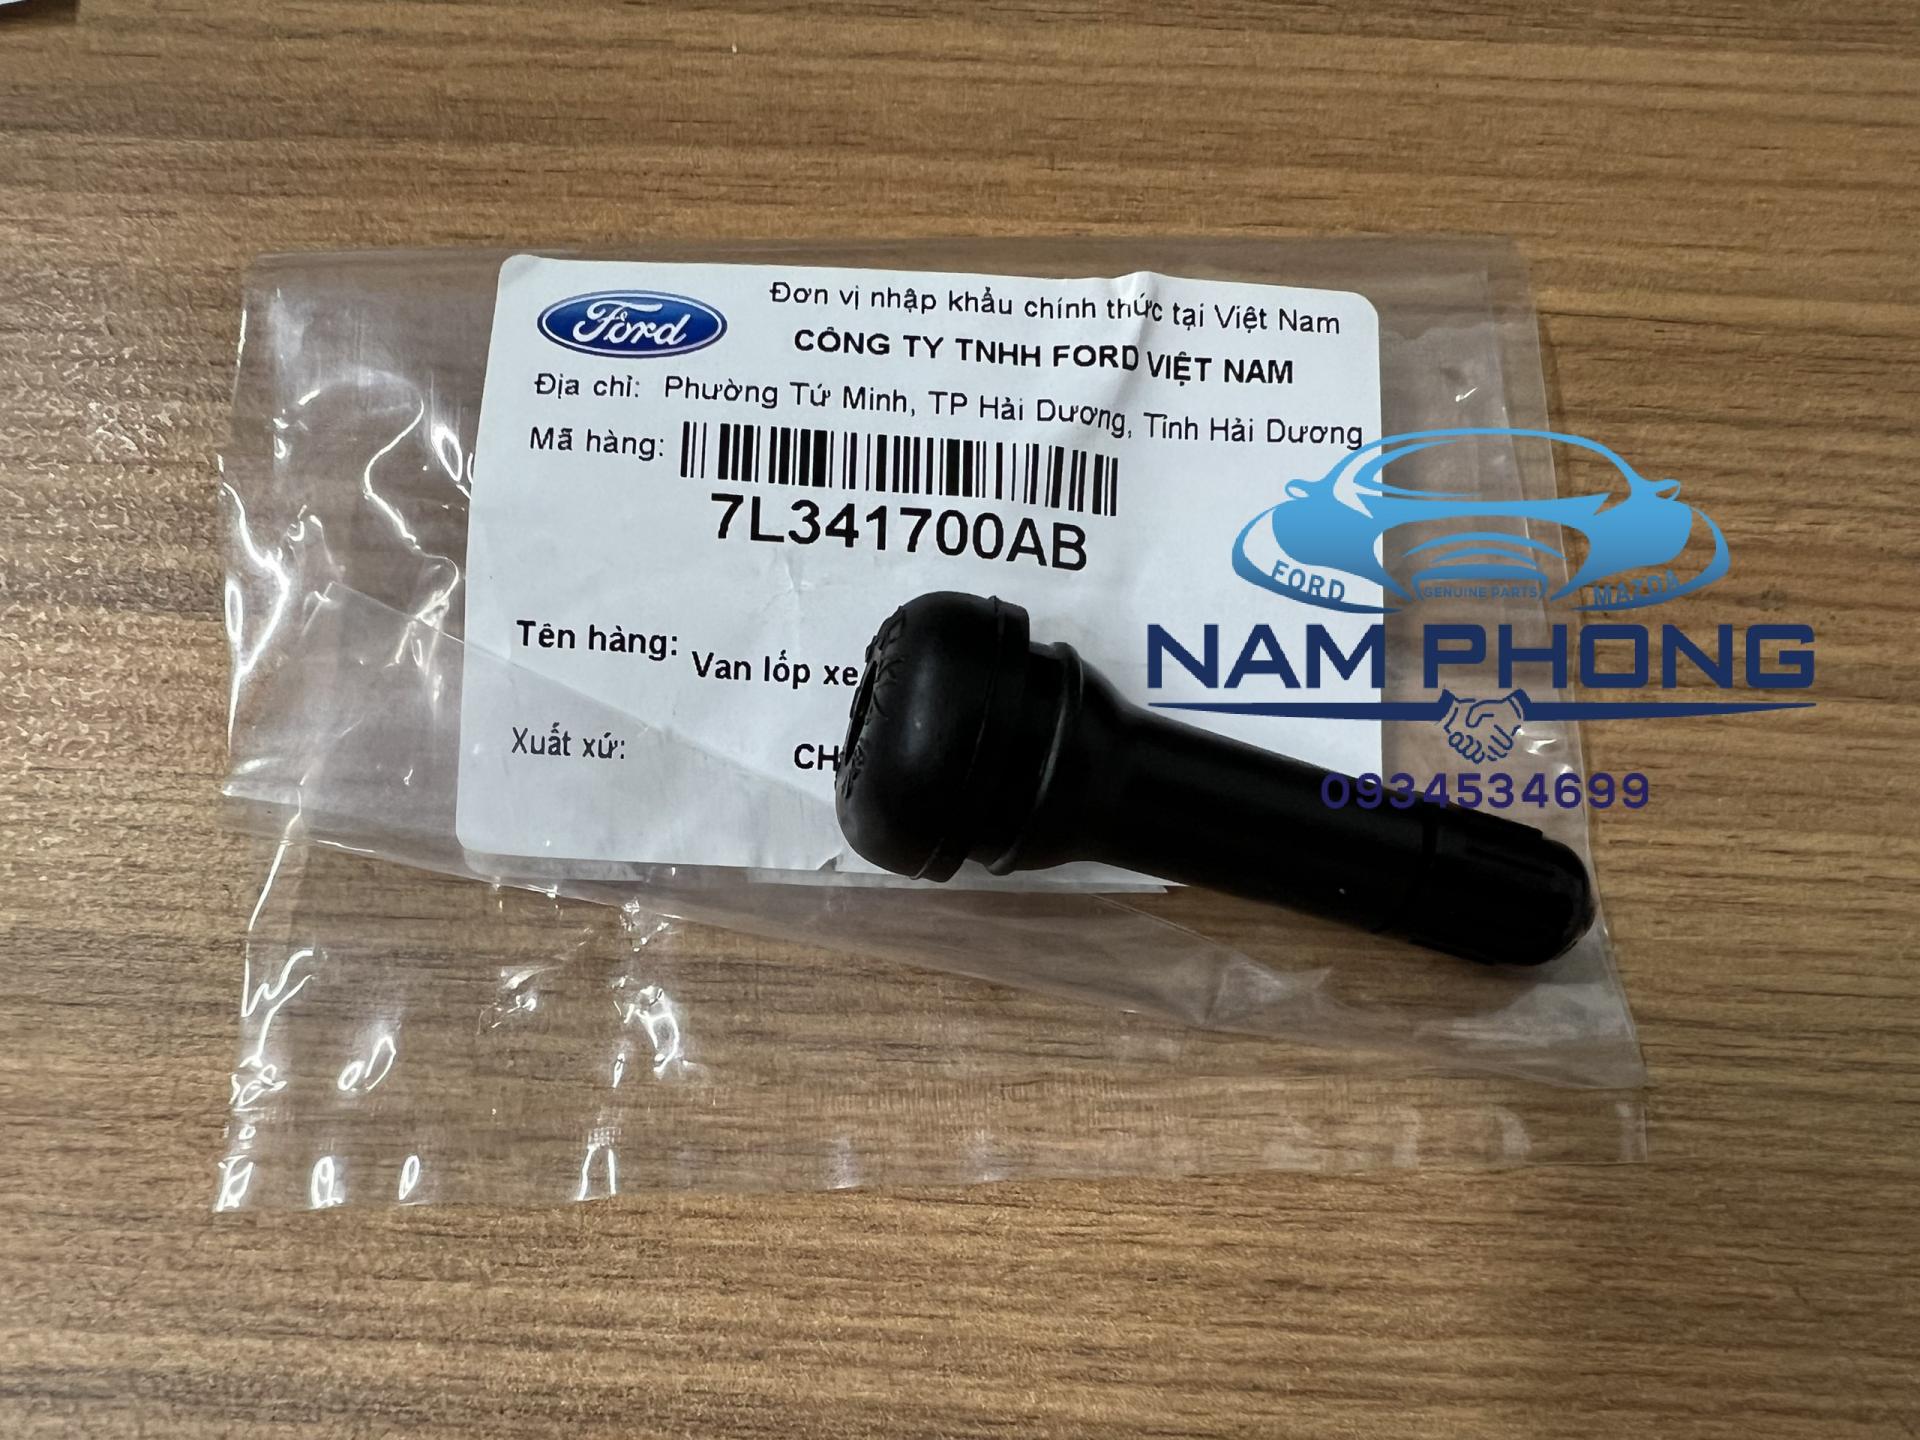 Ford
Đơn vị nhập khẩu chính thức tại Việt Nam
CÔNG TY TNHH FORD VIỆT NAM
Địa chỉ: Phường Tứ Minh, TP Hải Dương, Tỉnh Hải Dương
Mã hàng:
7L341700AB
Tên hàng: Van lốp xe
Xuất xứ:
FORD GENUINE PARTS MAZDA
NAM PHONG
0934534699